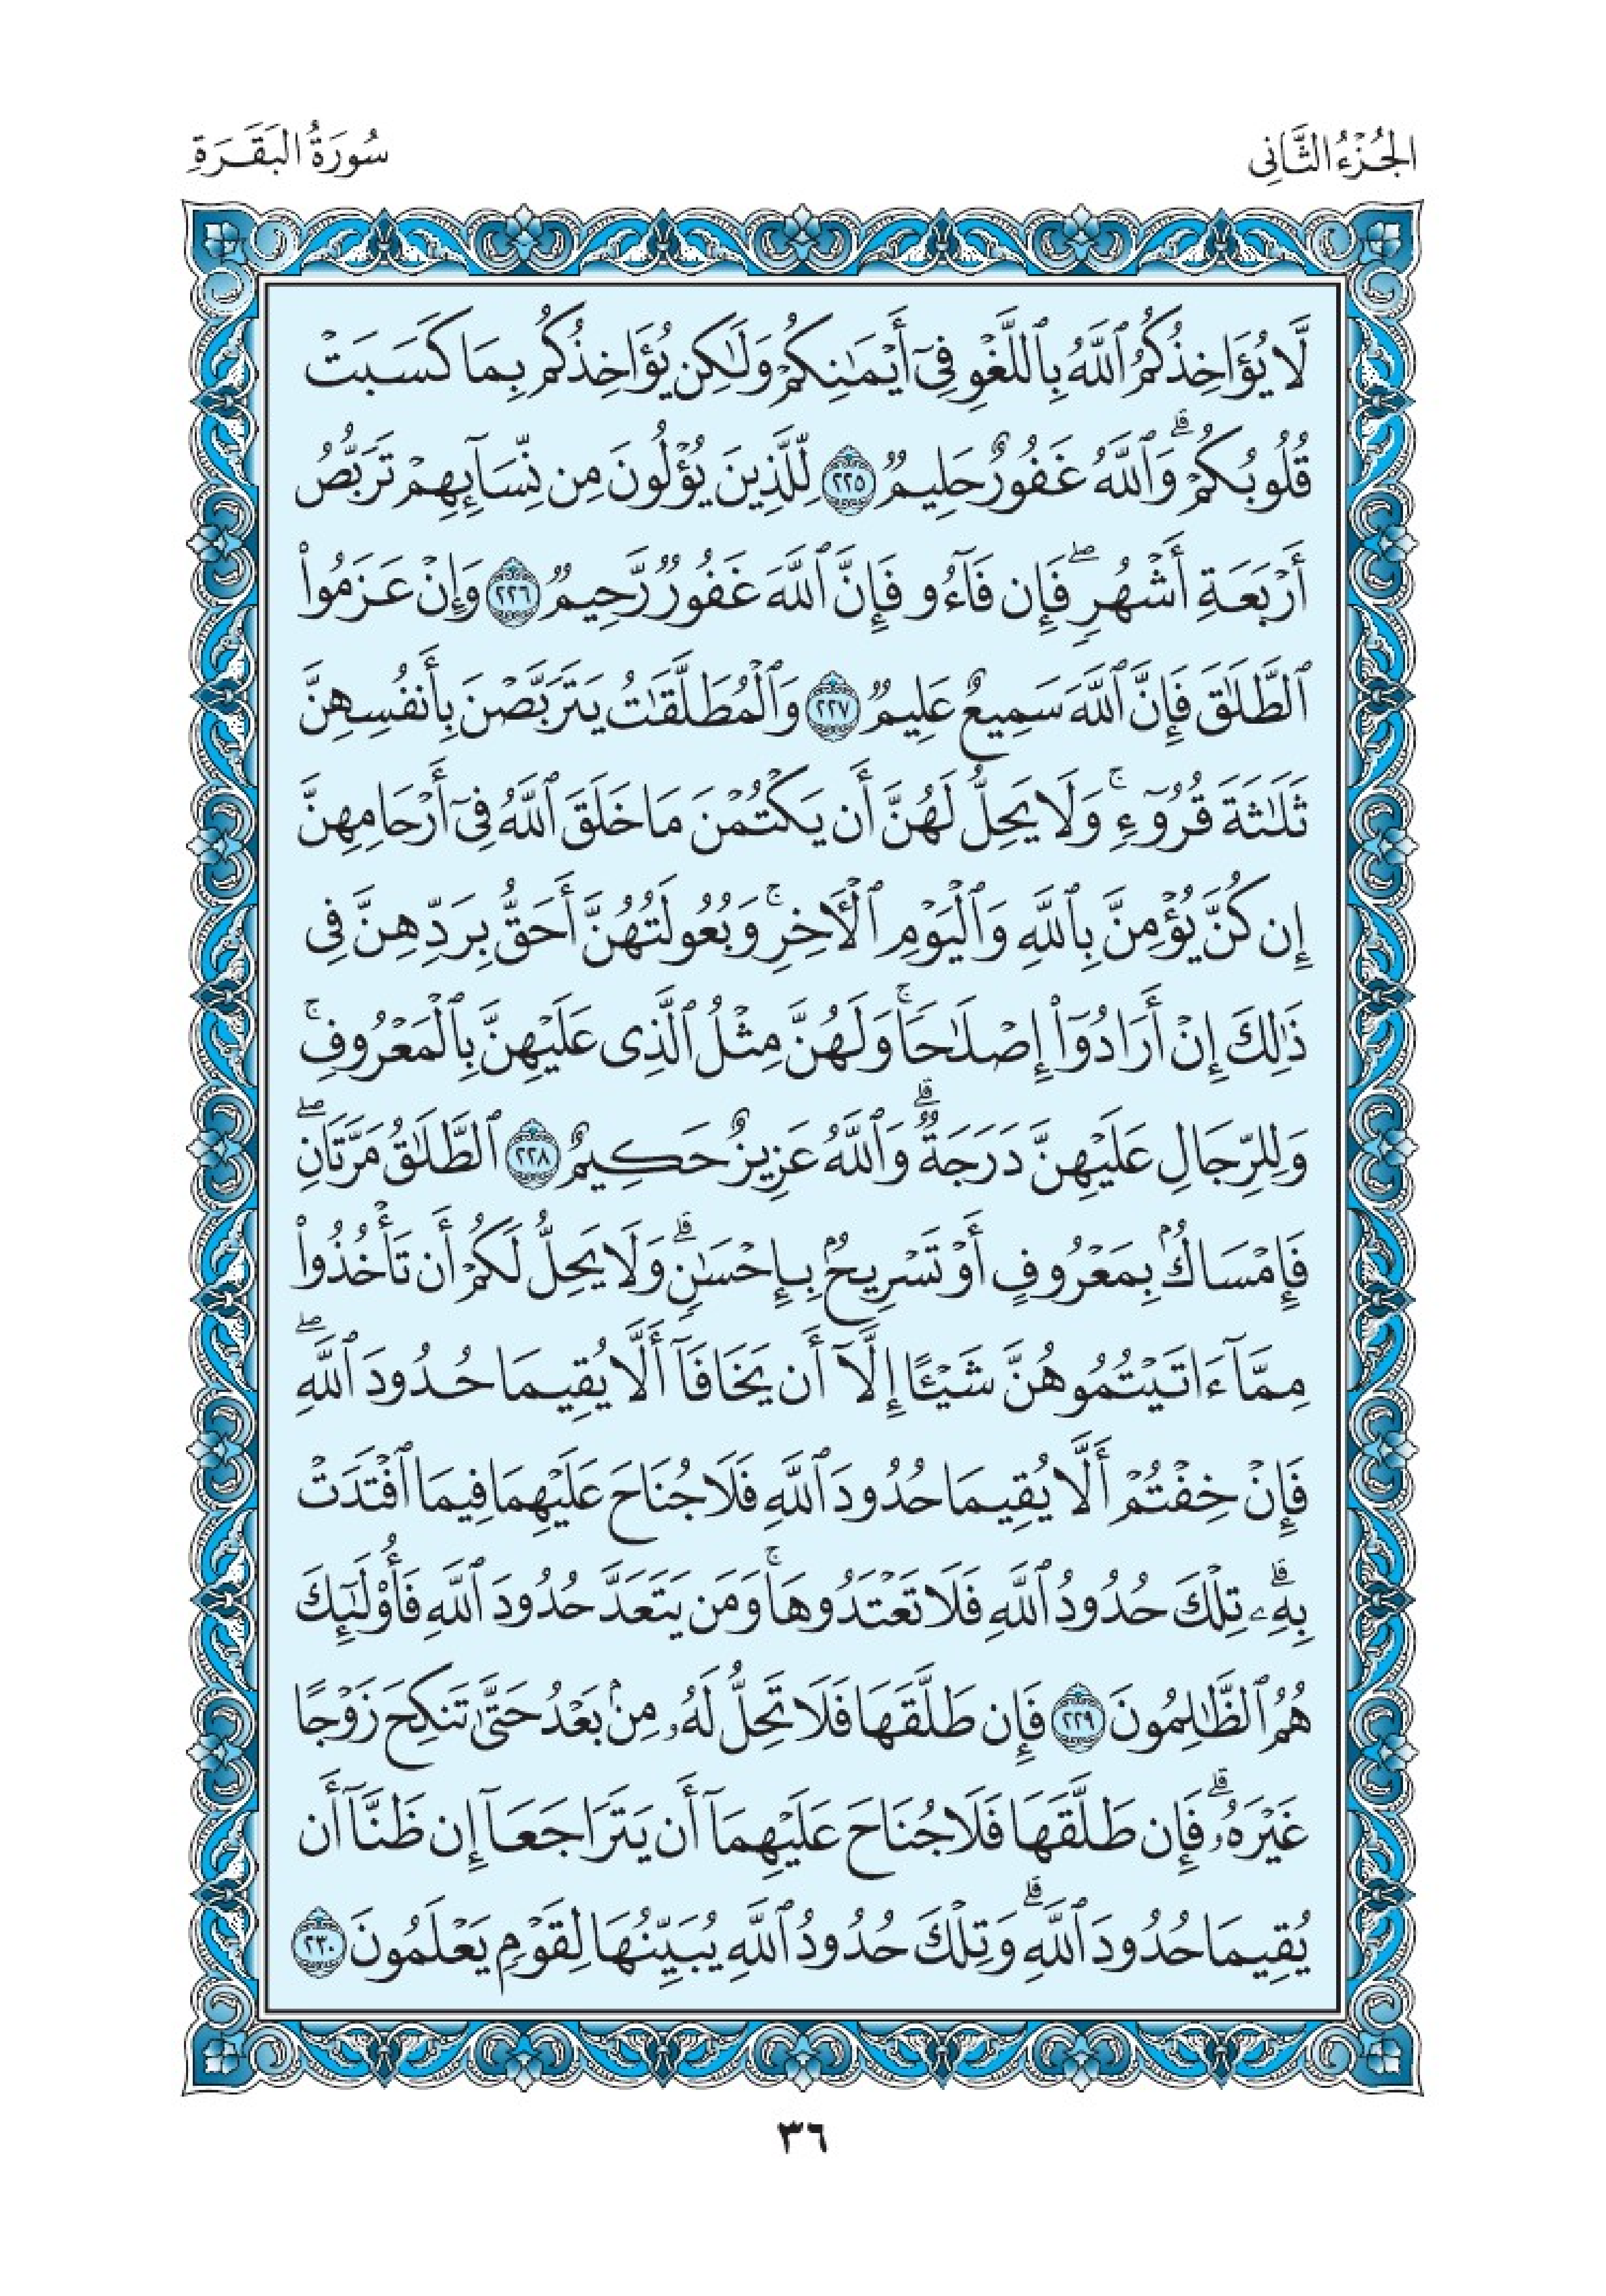 الجُزْءُ الثَّانِى
سُورَةُ البَقَرَةِ
لَّا يُؤَاخِذُكُمُ ٱللَّهُ بِٱللَّغْوِ فِىٓ أَيْمَٰنِكُمْ وَلَٰكِن يُؤَاخِذُكُم بِمَا كَسَبَتْ
قُلُوبُكُمْ ۗ وَٱللَّهُ غَفُورٌ حَلِيمٌ ٢٢٥ لِّلَّذِينَ يُؤْلُونَ مِن نِّسَآئِهِمْ تَرَبُّصُ
أَرْبَعَةِ أَشْهُرٍ ۖ فَإِن فَآءُو فَإِنَّ ٱللَّهَ غَفُورٌ رَّحِيمٌ ٢٢٦ وَإِنْ عَزَمُوا۟
ٱلطَّلَٰقَ فَإِنَّ ٱللَّهَ سَمِيعٌ عَلِيمٌ ٢٢٧ وَٱلْمُطَلَّقَٰتُ يَتَرَبَّصْنَ بِأَنفُسِهِنَّ
ثَلَٰثَةَ قُرُوٓءٍ ۚ وَلَا يَحِلُّ لَهُنَّ أَن يَكْتُمْنَ مَا خَلَقَ ٱللَّهُ فِىٓ أَرْحَامِهِنَّ
إِن كُنَّ يُؤْمِنَّ بِٱللَّهِ وَٱلْيَوْمِ ٱلْءَاخِرِ ۚ وَبُعُولَتُهُنَّ أَحَقُّ بِرَدِّهِنَّ فِى
ذَٰلِكَ إِنْ أَرَادُوٓا۟ إِصْلَٰحًا ۚ وَلَهُنَّ مِثْلُ ٱلَّذِى عَلَيْهِنَّ بِٱلْمَعْرُوفِ ۚ
وَلِلرِّجَالِ عَلَيْهِنَّ دَرَجَةٌ ۗ وَٱللَّهُ عَزِيزٌ حَكِيمٌ ٢٢٨ ٱلطَّلَٰقُ مَرَّتَانِ ۖ
فَإِمْسَاكٌۢ بِمَعْرُوفٍ أَوْ تَسْرِيحٌۢ بِإِحْسَٰنٍ ۗ وَلَا يَحِلُّ لَكُمْ أَن تَأْخُذُوا۟
مِمَّآ ءَاتَيْتُمُوهُنَّ شَيْـًٔا إِلَّآ أَن يَخَافَآ أَلَّا يُقِيمَا حُدُودَ ٱللَّهِ ۖ
فَإِنْ خِفْتُمْ أَلَّا يُقِيمَا حُدُودَ ٱللَّهِ فَلَا جُنَاحَ عَلَيْهِمَا فِيمَا ٱفْتَدَتْ
بِهِۦ ۗ تِلْكَ حُدُودُ ٱللَّهِ فَلَا تَعْتَدُوهَا ۚ وَمَن يَتَعَدَّ حُدُودَ ٱللَّهِ فَأُو۟لَٰٓئِكَ
هُمُ ٱلظَّٰلِمُونَ ٢٢٩ فَإِن طَلَّقَهَا فَلَا تَحِلُّ لَهُۥ مِنۢ بَعْدُ حَتَّىٰ تَنكِحَ زَوْجًا
غَيْرَهُۥ ۗ فَإِن طَلَّقَهَا فَلَا جُنَاحَ عَلَيْهِمَآ أَن يَتَرَاجَعَآ إِن ظَنَّآ أَن
يُقِيمَا حُدُودَ ٱللَّهِ ۗ وَتِلْكَ حُدُودُ ٱللَّهِ يُبَيِّنُهَا لِقَوْمٍ يَعْلَمُونَ ٢٣٠
٣٦